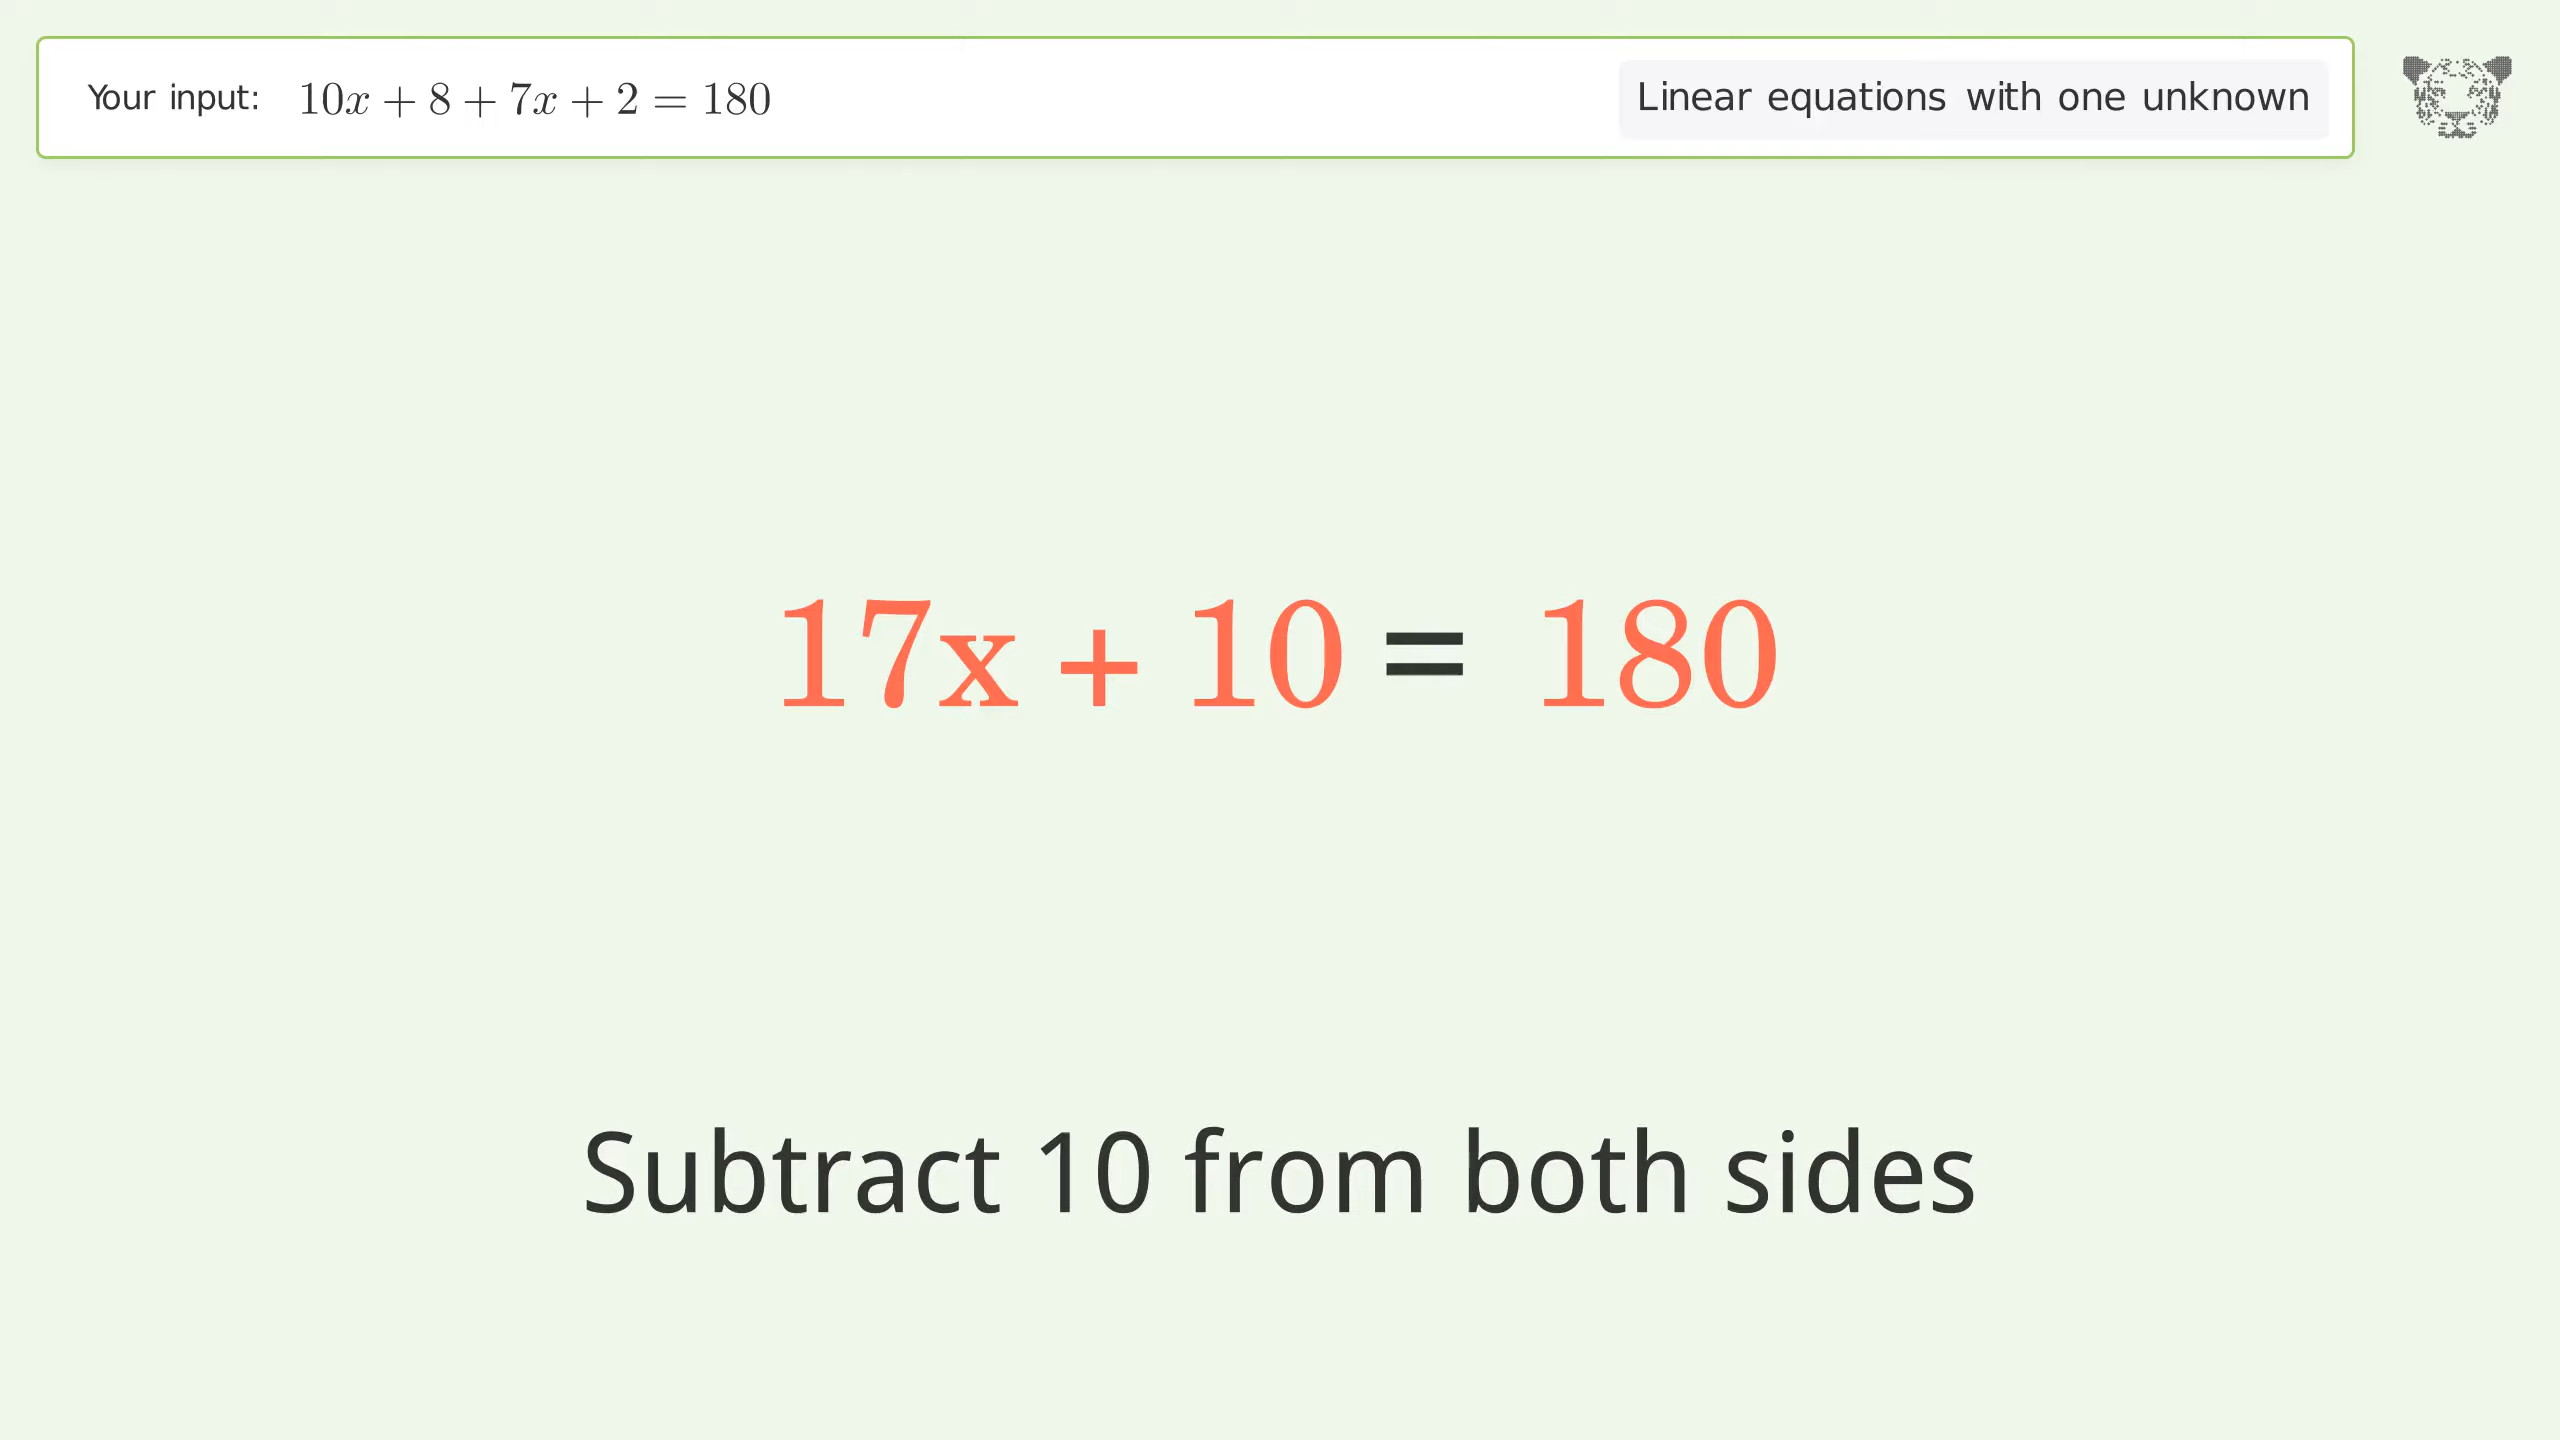 Your input: 10x + 8 + 7x + 2 = 180
Linear equations with one unknown
17x + 10 = 180
Subtract 10 from both sides